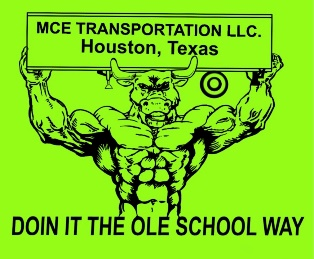 MCE TRANSPORTATION LLC.
Houston, Texas
DOIN IT THE OLE SCHOOL WAY